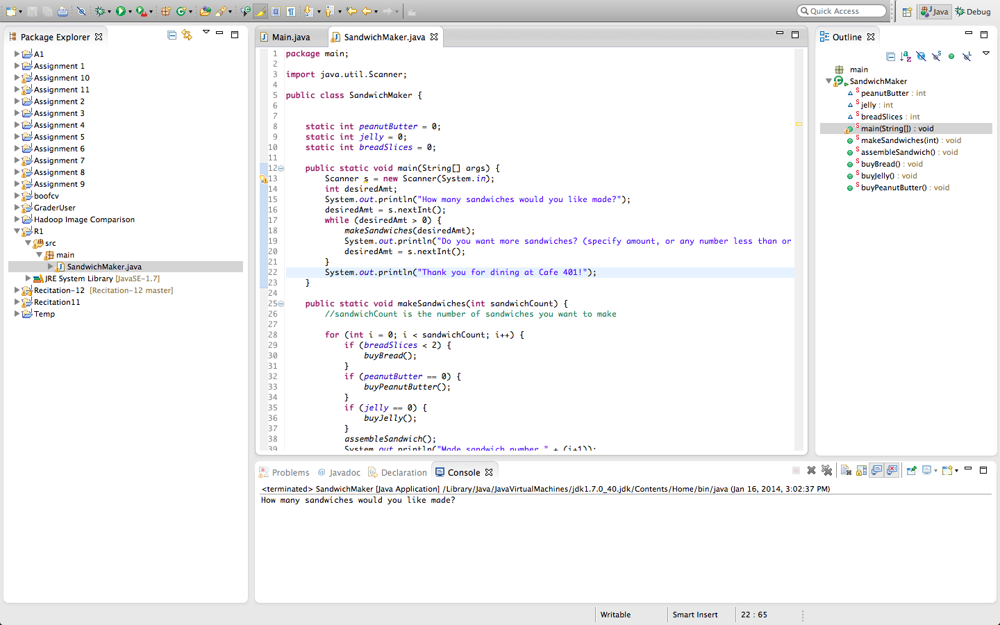 Quick Access
Java
Debug
Package Explorer
A1
Assignment 1
Assignment 10
Assignment 11
Assignment 2
Assignment 3
Assignment 4
Assignment 5
Assignment 6
Assignment 7
Assignment 8
Assignment 9
boofcv
GraderUser
Hadoop Image Comparison
R1
src
main
SandwichMaker.java
JRE System Library [JavaSE-1.7]
Recitation-12 [Recitation-12 master]
Recitation11
Temp
Main.java
SandwichMaker.java
1 package main;
2
3 import java.util.Scanner;
4
5 public class SandwichMaker {
6
7
8 static int peanutButter = 0;
9 static int jelly = 0;
10 static int breadSlices = 0;
11
12 public static void main(String[] args) {
13 Scanner s = new Scanner(System.in);
14 int desiredAmt;
15 System.out.println("How many sandwiches would you like made?");
16 desiredAmt = s.nextInt();
17 while (desiredAmt > 0) {
18 makeSandwiches(desiredAmt);
19 System.out.println("Do you want more sandwiches? (specify amount, or any number less than or
20 desiredAmt = s.nextInt();
21 }
22 System.out.println("Thank you for dining at Cafe 401!");
23 }
24
25 public static void makeSandwiches(int sandwichCount) {
26 //sandwichCount is the number of sandwiches you want to make
27
28 for (int i = 0; i < sandwichCount; i++) {
29 if (breadSlices < 2) {
30 buyBread();
31 }
32 if (peanutButter == 0) {
33 buyPeanutButter();
34 }
35 if (jelly == 0) {
36 buyJelly();
37 }
38 assembleSandwich();
39 System.out.println("Made sandwich number " + (i+1));
Outline
main
SandwichMaker
peanutButter : int
jelly : int
breadSlices : int
main(String[]) : void
makeSandwiches(int) : void
assembleSandwich() : void
buyBread() : void
buyJelly() : void
buyPeanutButter() : void
Problems
@ Javadoc
Declaration
Console
<terminated> SandwichMaker [Java Application] /Library/Java/JavaVirtualMachines/jdk1.7.0_40.jdk/Contents/Home/bin/java (Jan 16, 2014, 3:02:37 PM)
How many sandwiches would you like made?
Writable
Smart Insert
22 : 65